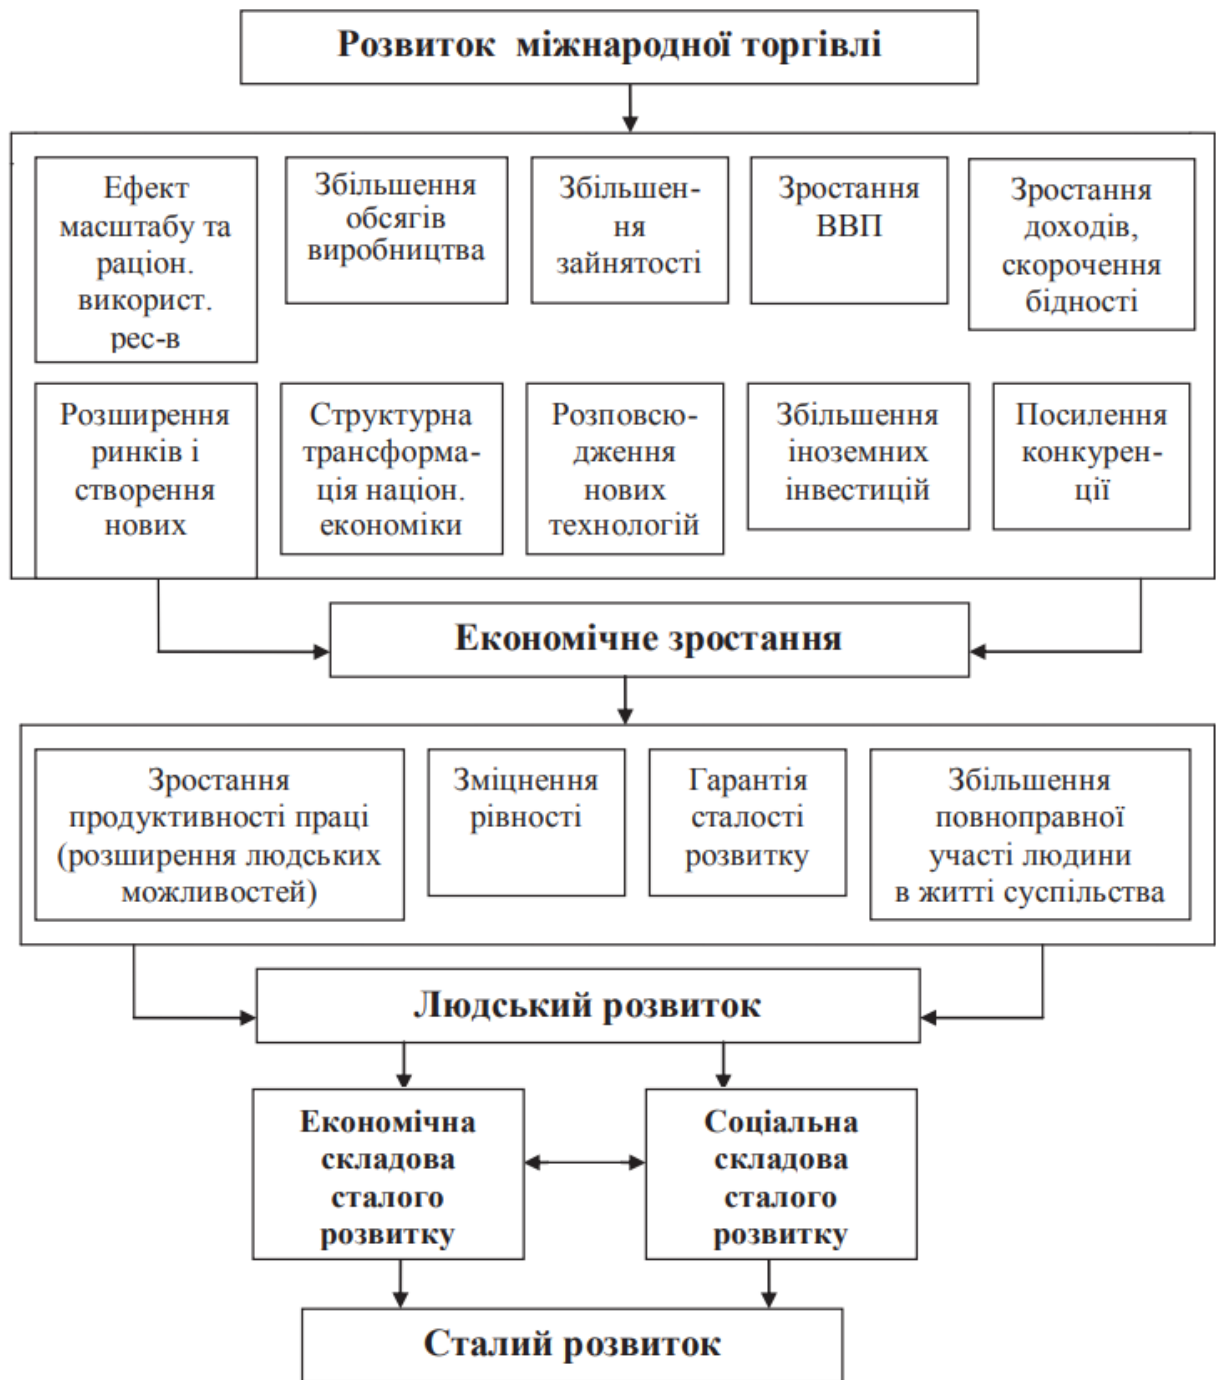 Розвиток міжнародної торгівлі
Ефект
масштабу та
раціон.
використ.
рес-в
Збільшення
обсягів
виробництва
Збільшен-
ня
зайнятості
Зростання
ВВП
Зростання
доходів,
скорочення
бідності
Розширення
ринків і
створення
нових
Структурна
трансформа-
ція націон.
економіки
Розповсю-
дження
нових
технологій
Збільшення
іноземних
інвестицій
Посилення
конкурен-
ції
Економічне зростання
Зростання
продуктивності праці
(розширення людських
можливостей)
Зміцнення
рівності
Гарантія
сталості
розвитку
Збільшення
повноправної
участі людини
в житті суспільства
Людський розвиток
Економічна
складова
сталого
розвитку
Соціальна
складова
сталого
розвитку
Сталий розвиток